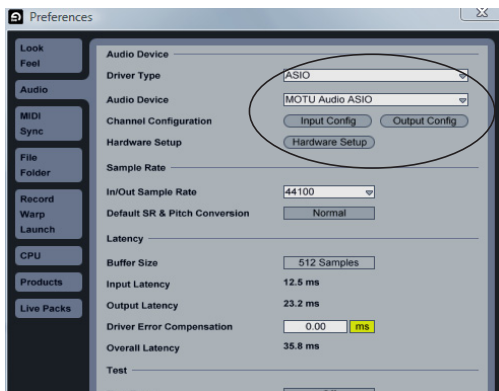 Preferences
Look
Feel
Audio
MIDI
Sync
File
Folder
Record
Warp
Launch
CPU
Products
Live Packs
Audio Device
Driver Type ASIO
Audio Device MOTU Audio ASIO
Channel Configuration Input Config Output Config
Hardware Setup Hardware Setup
Sample Rate
In/Out Sample Rate 44100
Default SR & Pitch Conversion Normal
Latency
Buffer Size 512 Samples
Input Latency 12.5 ms
Output Latency 23.2 ms
Driver Error Compensation 0.00 ms
Overall Latency 35.8 ms
Test